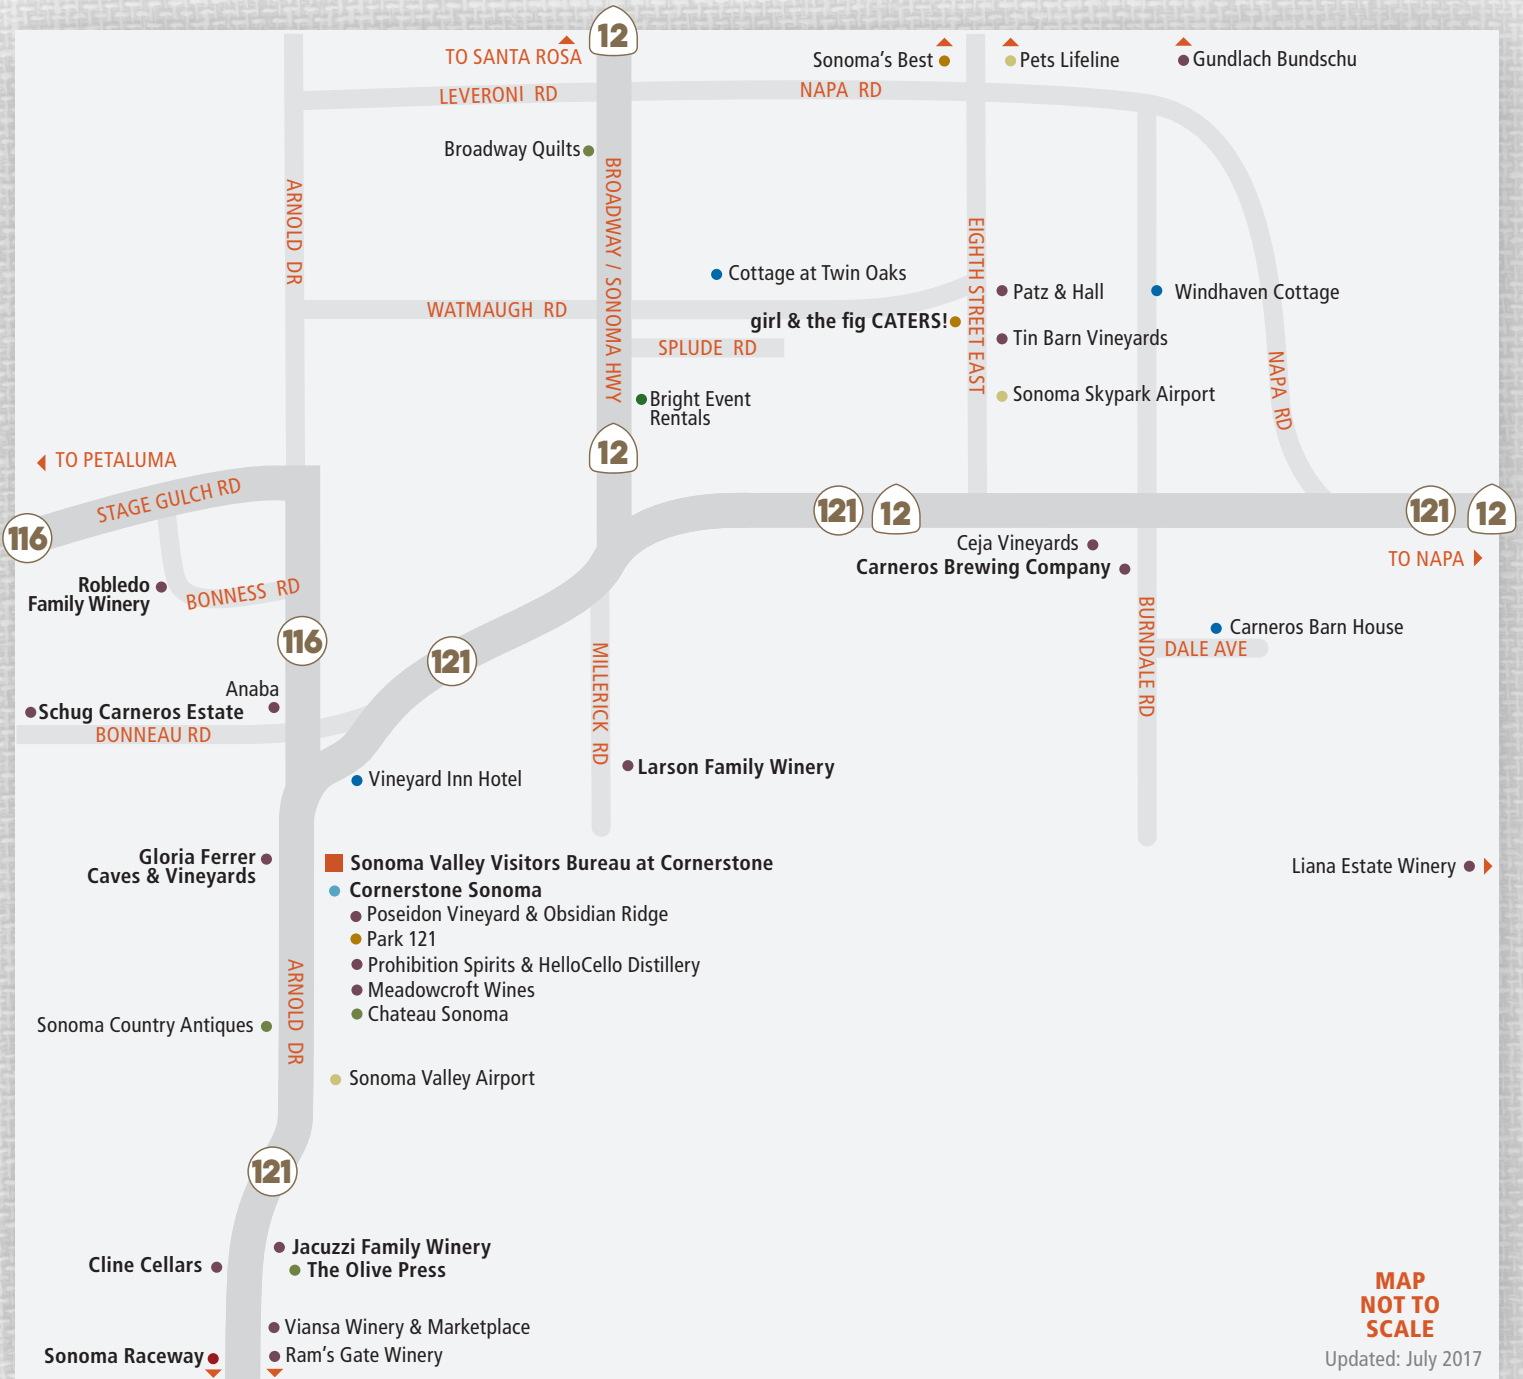 12
TO SANTA ROSA
Sonoma's Best
Pets Lifeline
Gundlach Bundschu
LEVERONI RD
NAPA RD
Broadway Quilts
BROADWAY / SONOMA HWY
ARNOLD DR
EIGHTH STREET EAST
Cottage at Twin Oaks
Patz & Hall
Windhaven Cottage
WATMAUGH RD
girl & the fig CATERS!
Tin Barn Vineyards
SPLUDE RD
NAPA RD
Bright Event
Rentals
Sonoma Skypark Airport
12
TO PETALUMA
STAGE GULCH RD
116
121
12
121
12
Ceja Vineyards
Carneros Brewing Company
TO NAPA
Robledo
Family Winery
BONNESS RD
116
121
MILLERICK RD
BURNDALE RD
Carneros Barn House
DALE AVE
Anaba
Schug Carneros Estate
BONNEAU RD
Vineyard Inn Hotel
Larson Family Winery
Gloria Ferrer
Caves & Vineyards
Sonoma Valley Visitors Bureau at Cornerstone
Cornerstone Sonoma
Poseidon Vineyard & Obsidian Ridge
Park 121
Prohibition Spirits & HelloCello Distillery
Meadowcroft Wines
Chateau Sonoma
Liana Estate Winery
ARNOLD DR
Sonoma Country Antiques
Sonoma Valley Airport
121
Cline Cellars
Jacuzzi Family Winery
The Olive Press
Viansa Winery & Marketplace
Sonoma Raceway
Ram's Gate Winery
MAP
NOT TO
SCALE
Updated: July 2017